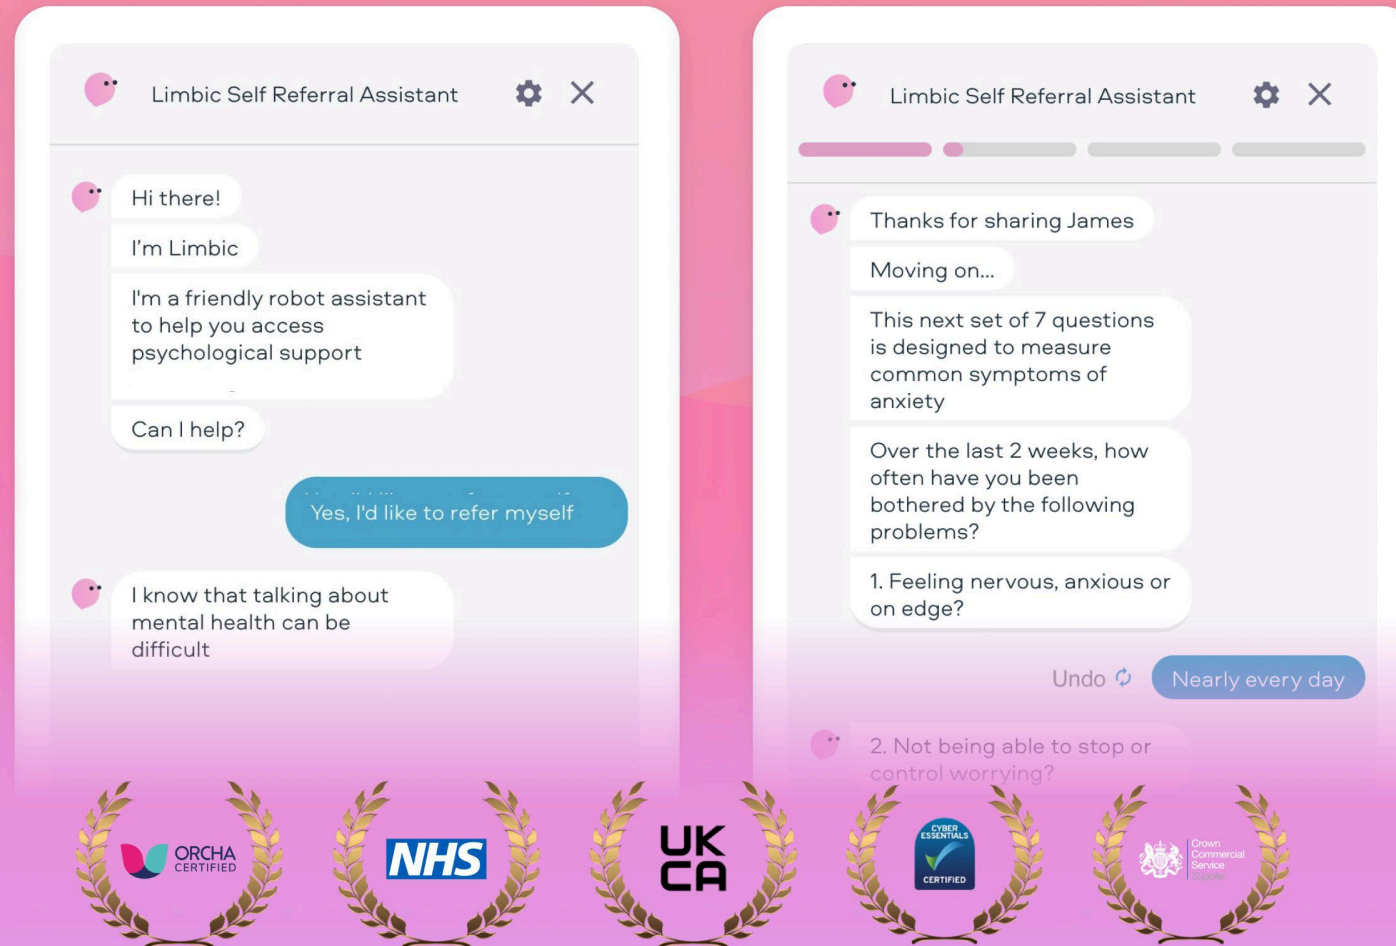 Limbic Self Referral Assistant
Hi there!
I'm Limbic
I'm a friendly robot assistant
to help you access
psychological support
Can I help?
Yes, I'd like to refer myself
I know that talking about
mental health can be
difficult
Limbic Self Referral Assistant
Thanks for sharing James
Moving on...
This next set of 7 questions
is designed to measure
common symptoms of
anxiety
Over the last 2 weeks, how
often have you been
bothered by the following
problems?
1. Feeling nervous, anxious or
on edge?
Undo
Nearly every day
2. Not being able to stop or
control worrying?
ORCHA
CERTIFIED
NHS
UK
CA
CYBER
ESSENTIALS
CERTIFIED
Crown
Commercial
Service
Supplier